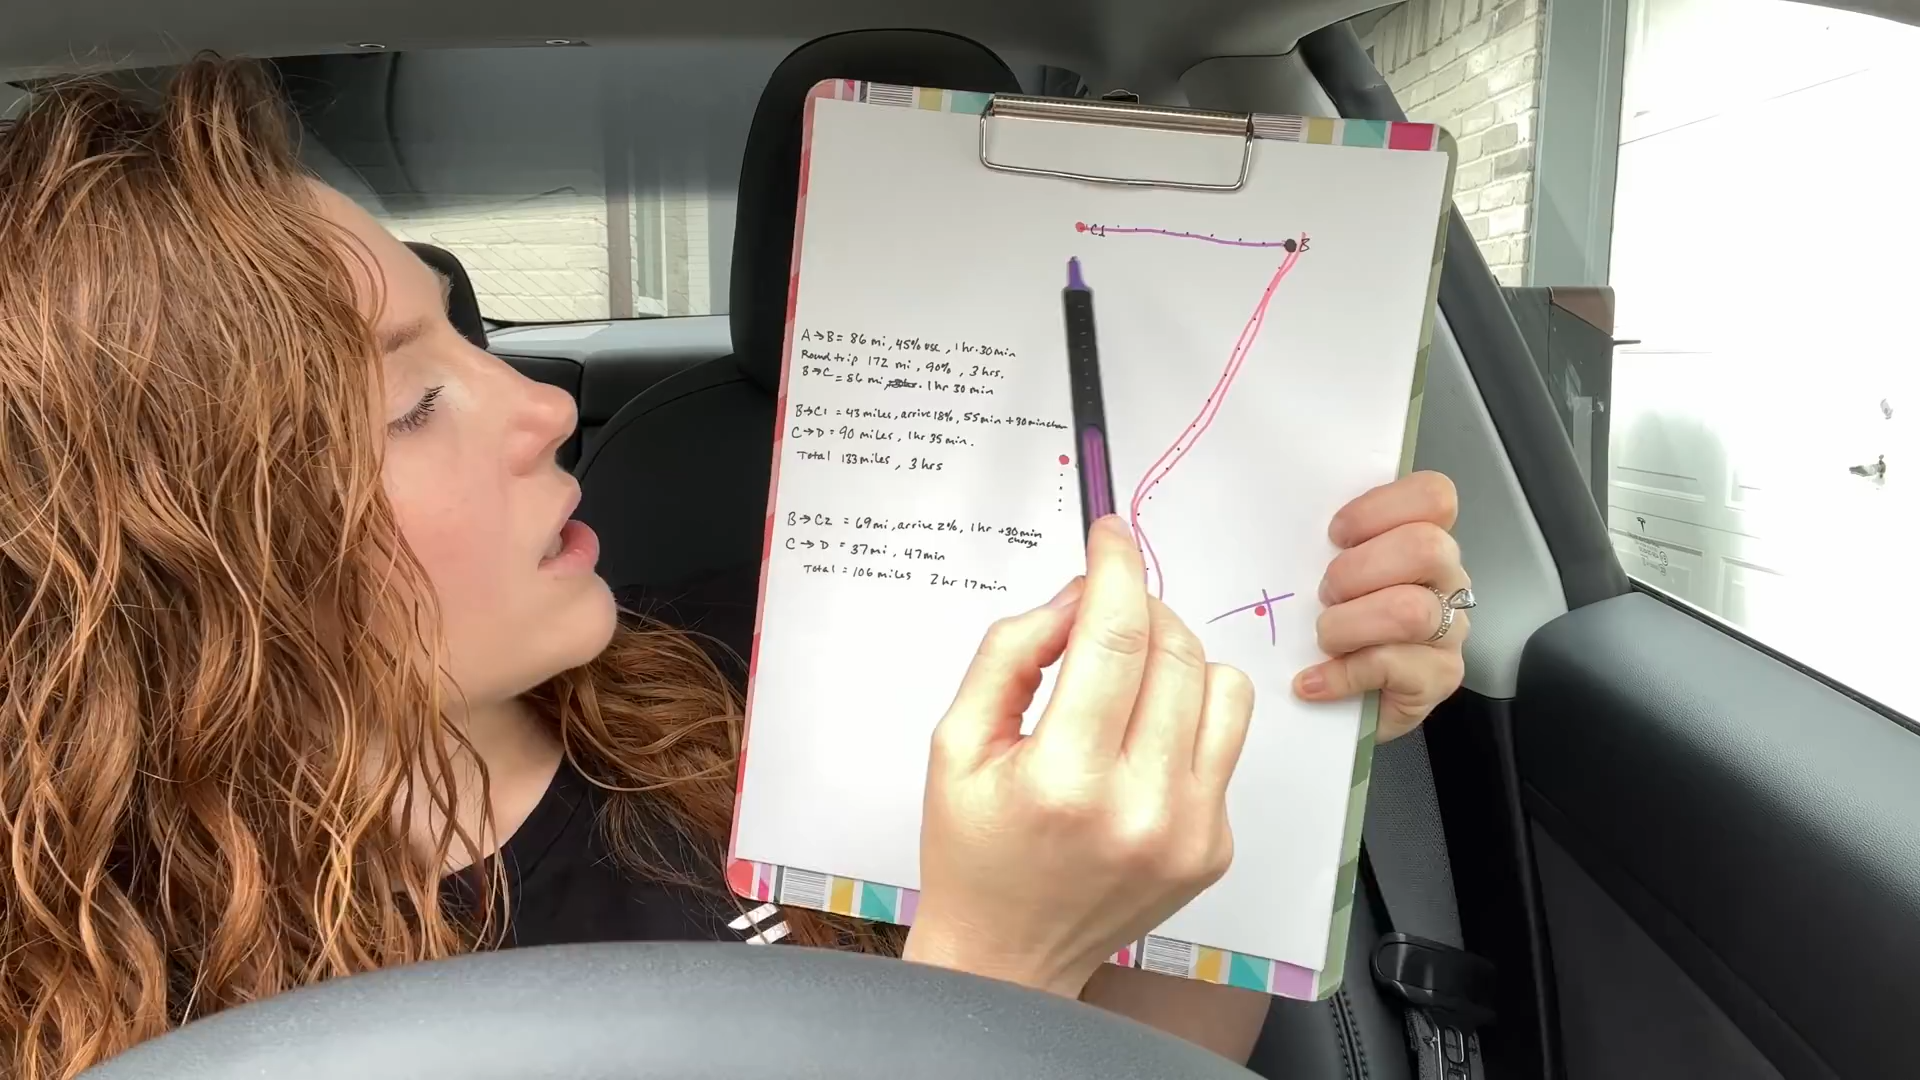 C1
B
A→B = 86 mi, 45% use, 1 hr. 30 min
Round trip 172 mi, 90%, 3 hrs.
B→C = 86 mi, 1 hr 30 min
B→C1 = 43 miles, arrive 18%, 55 min + 30 min
C→D = 90 miles, 1 hr 35 min.
Total 133 miles, 3 hrs
B→C2 = 69 mi, arrive 2%, 1 hr +30 min
charge
C→D = 37 mi, 47 min
Total = 106 miles 2 hr 17 min